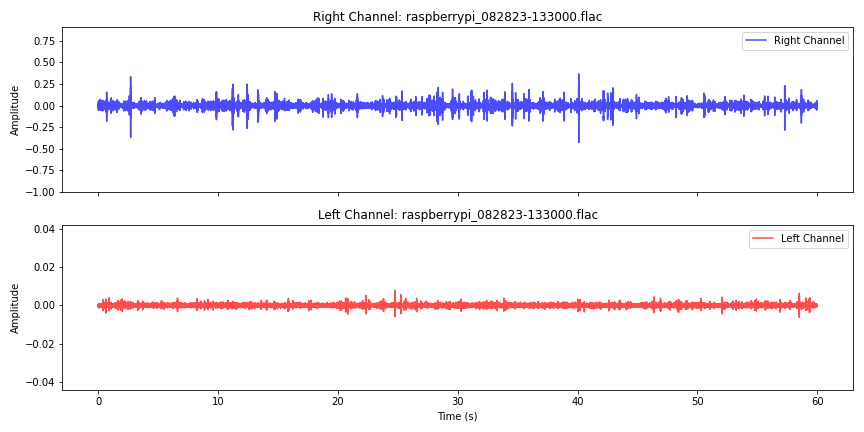 Right Channel: raspberrypi_082823-133000.flac
Right Channel
Amplitude
0.75
0.50
0.25
0.00
−0.25
−0.50
−0.75
−1.00
Left Channel: raspberrypi_082823-133000.flac
Left Channel
Amplitude
0.04
0.02
0.00
−0.02
−0.04
0 10 20 30 40 50 60
Time (s)